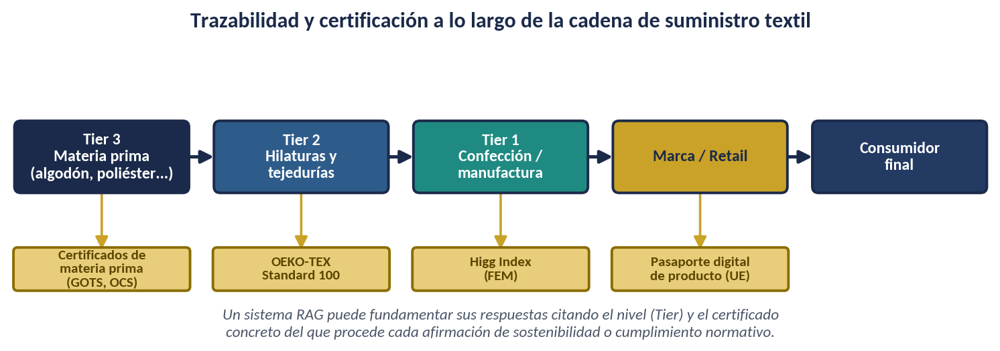 Trazabilidad y certificación a lo largo de la cadena de suministro textil
Tier 3
Materia prima
(algodón, poliéster...)
Tier 2
Hilaturas y
tejedurías
Tier 1
Confección /
manufactura
Marca / Retail
Consumidor
final
Certificados de
materia prima
(GOTS, OCS)
OEKO-TEX
Standard 100
Higg Index
(FEM)
Pasaporte digital
de producto (UE)
Un sistema RAG puede fundamentar sus respuestas citando el nivel (Tier) y el certificado
concreto del que procede cada afirmación de sostenibilidad o cumplimiento normativo.